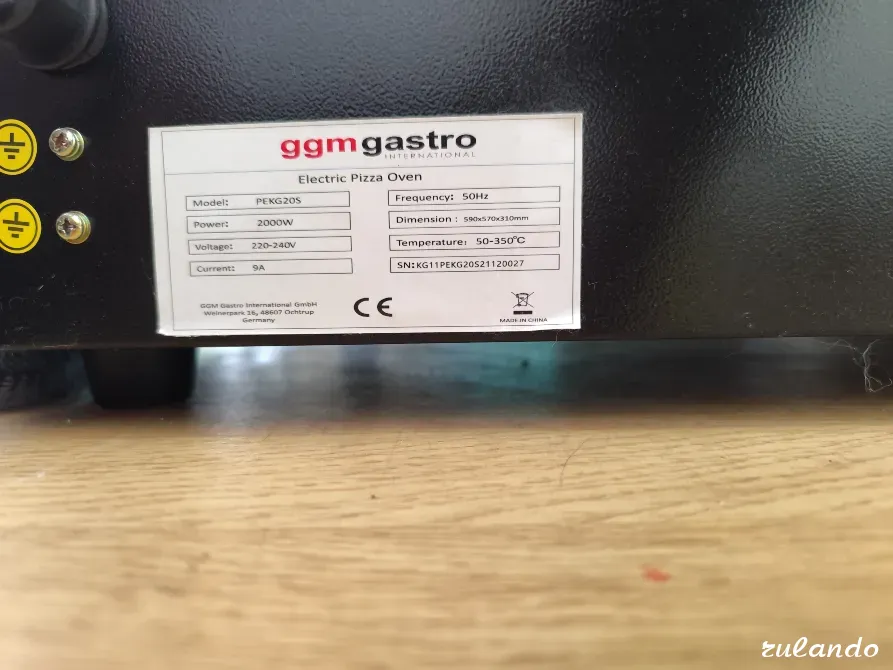 ggmgastro
INTERNATIONAL
Electric Pizza Oven
Model: PEKG20S
Power: 2000W
Voltage: 220-240V
Current: 9A
Frequency: 50Hz
Dimension : 590x570x310mm
Temperature: 50-350℃
SN:KG11PEKG20S21120027
GGM Gastro International GmbH
Weinerpark 16, 48607 Ochtrup
Germany
CE
MADE IN CHINA
rulando